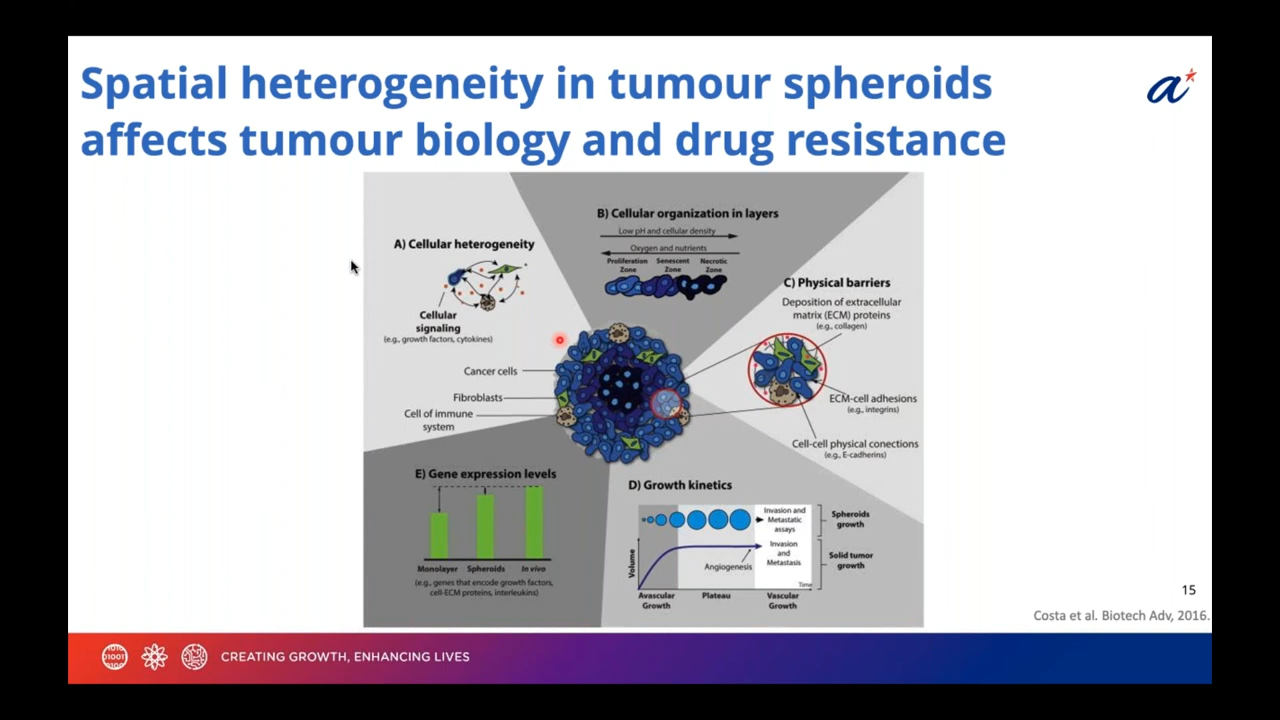 Spatial heterogeneity in tumour spheroids
affects tumour biology and drug resistance
a*
A) Cellular heterogeneity
Cellular
signaling
(e.g., growth factors, cytokines)
Cancer cells
Fibroblasts
Cell of immune
system
B) Cellular organization in layers
Low pH and cellular density
Oxygen and nutrients
Proliferation Senescent Necrotic
Zone Zone Zone
C) Physical barriers
Deposition of extracellular
matrix (ECM) proteins
(e.g., collagen)
ECM-cell adhesions
(e.g., integrins)
Cell-cell physical conections
(e.g., E-cadherins)
E) Gene expression levels
Monolayer Spheroids In vivo
(e.g., genes that encode growth factors,
cell-ECM proteins, interleukins)
D) Growth kinetics
Invasion and
Metastatic
assays
Spheroids
growth
Volume
Invasion
and
Metastasis
Angiogenesis
Solid tumor
growth
Time
Avascular Plateau Vascular
Growth Growth
15
Costa et al. Biotech Adv, 2016.
CREATING GROWTH, ENHANCING LIVES